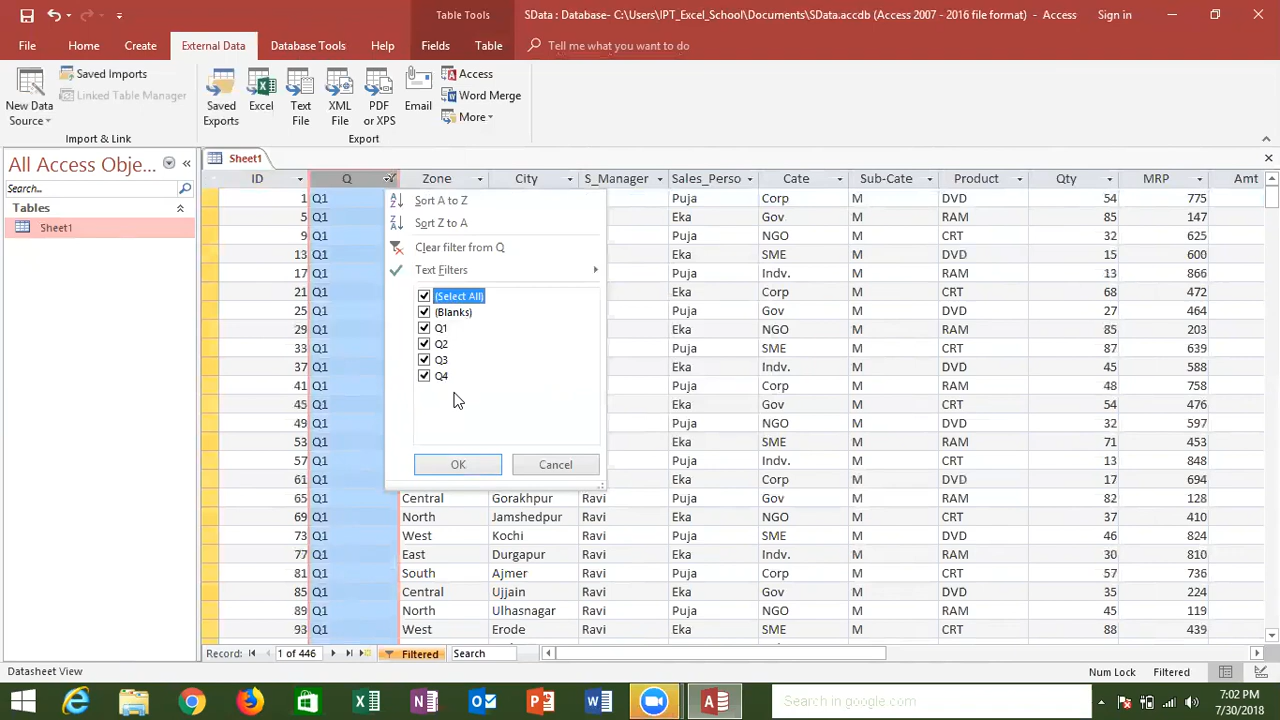 Table Tools
SData : Database- C:\Users\IPT_Excel_School\Documents\SData.accdb (Access 2007 - 2016 file format) - Access
Sign in
File Home Create External Data Database Tools Help Fields Table Tell me what you want to do
New Data Source
Saved Imports
Linked Table Manager
Import & Link
Saved Exports
Excel
Text File
XML File
PDF or XPS
Email
Access
Word Merge
More
Export
All Access Obje...
Search...
Tables
Sheet1
Sheet1
ID Q Zone City S_Manager Sales_Perso Cate Sub-Cate Product Qty MRP Amt
1 Q1 Puja Corp M DVD 54 775
5 Q1 Eka Gov M RAM 85 147
9 Q1 Puja NGO M CRT 32 625
13 Q1 Eka SME M DVD 15 600
17 Q1 Puja Indv. M RAM 13 866
21 Q1 Eka Corp M CRT 68 472
25 Q1 Puja Gov M DVD 27 464
29 Q1 Eka NGO M RAM 85 203
33 Q1 Puja SME M CRT 87 639
37 Q1 Eka Indv. M DVD 45 588
41 Q1 Puja Corp M RAM 48 758
45 Q1 Eka Gov M CRT 54 476
49 Q1 Puja NGO M DVD 32 597
53 Q1 Eka SME M RAM 71 453
57 Q1 Puja Indv. M CRT 13 848
61 Q1 Eka Corp M DVD 17 694
65 Q1 Central Gorakhpur Ravi Puja Gov M RAM 82 128
69 Q1 North Jamshedpur Ravi Eka NGO M CRT 37 410
73 Q1 West Kochi Ravi Puja SME M DVD 46 824
77 Q1 East Durgapur Ravi Eka Indv. M RAM 30 810
81 Q1 South Ajmer Ravi Puja Corp M CRT 57 736
85 Q1 Central Ujjain Ravi Eka Gov M DVD 35 224
89 Q1 North Ulhasnagar Ravi Puja NGO M RAM 45 119
93 Q1 West Erode Ravi Eka SME M CRT 88 439
Sort A to Z
Sort Z to A
Clear filter from Q
Text Filters
(Select All)
(Blanks)
Q1
Q2
Q3
Q4
OK Cancel
Record: 1 of 446 Filtered Search
Datasheet View Num Lock Filtered
Search in google.com
7:02 PM
7/30/2018